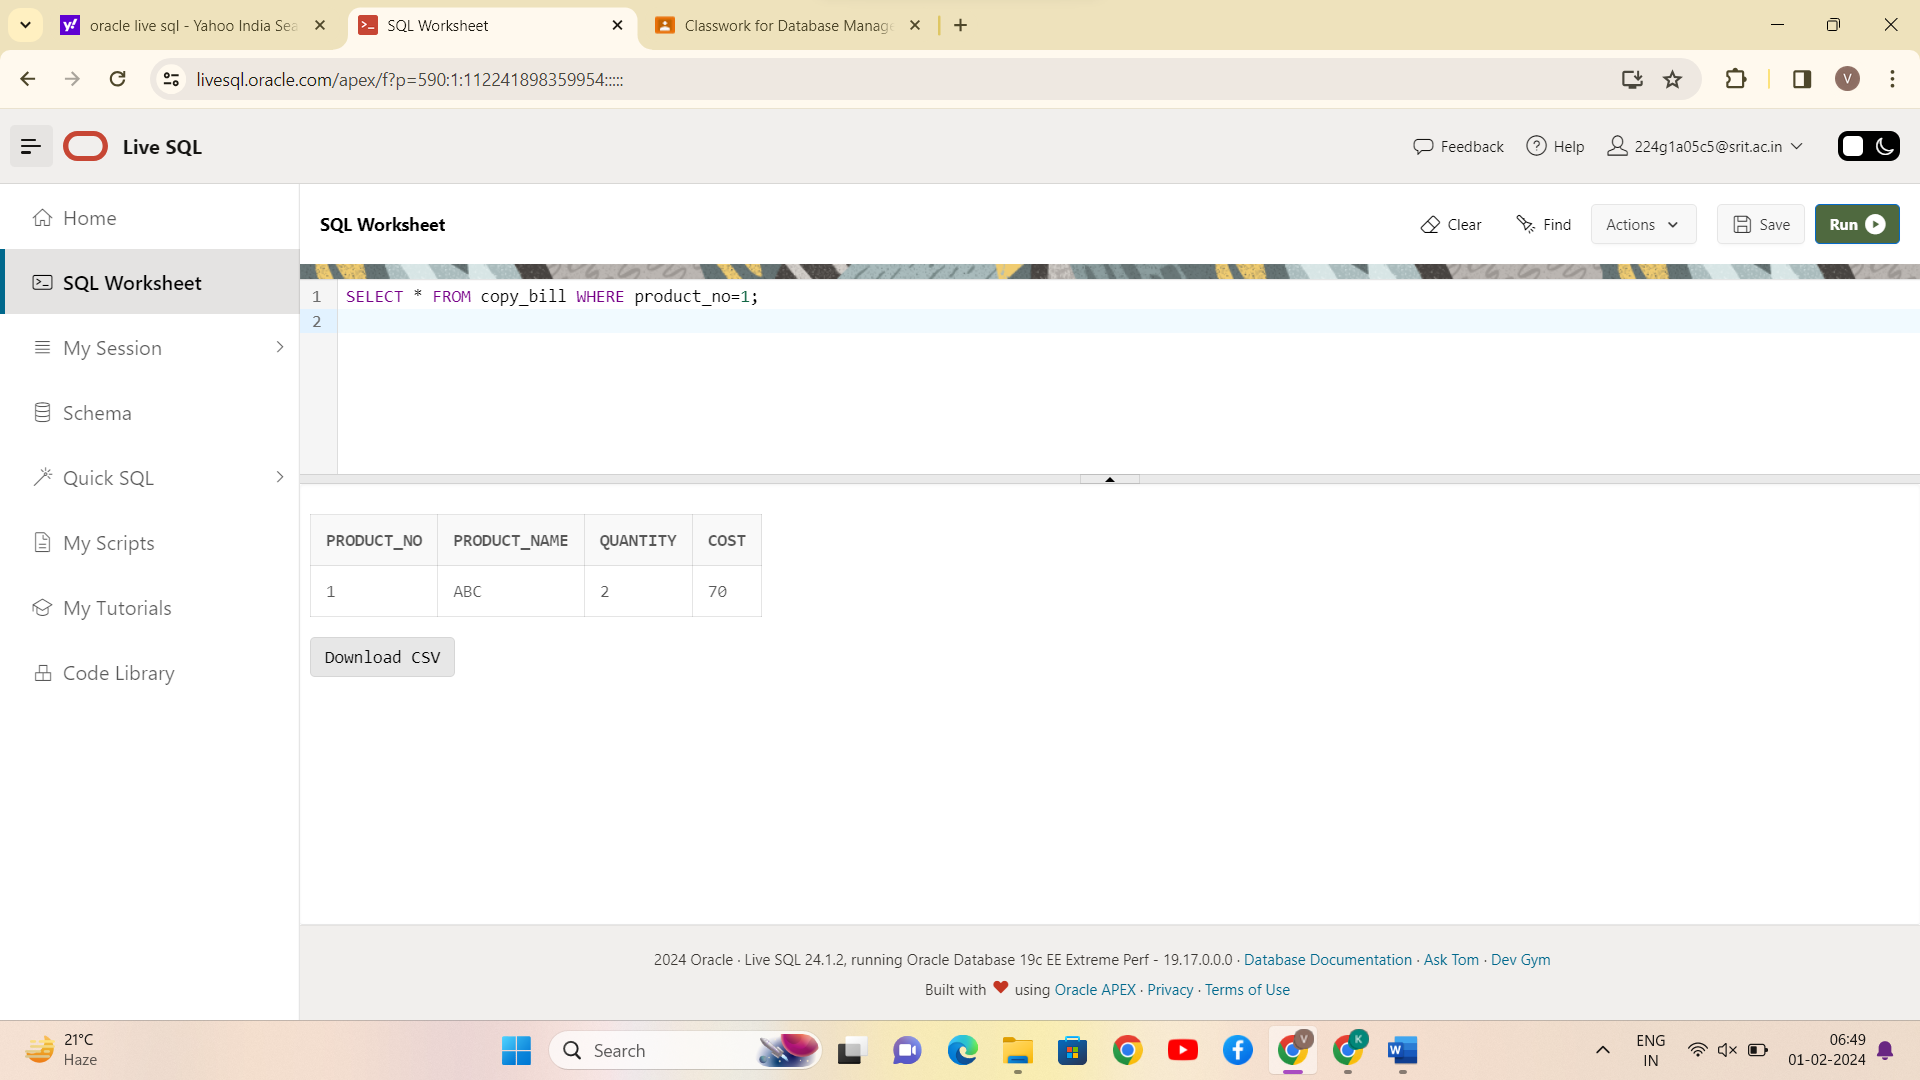 oracle live sql - Yahoo India Sea
SQL Worksheet
Classwork for Database Manage
livesql.oracle.com/apex/f?p=590:1:112241898359954:::::
V
Live SQL
Feedback
Help
224g1a05c5@srit.ac.in
Home
SQL Worksheet
My Session
Schema
Quick SQL
My Scripts
My Tutorials
Code Library
SQL Worksheet
Clear
Find
Actions
Save
Run
1 SELECT * FROM copy_bill WHERE product_no=1;
2
PRODUCT_NO PRODUCT_NAME QUANTITY COST
1 ABC 2 70
Download CSV
2024 Oracle · Live SQL 24.1.2, running Oracle Database 19c EE Extreme Perf - 19.17.0.0.0 · Database Documentation · Ask Tom · Dev Gym
Built with ❤ using Oracle APEX · Privacy · Terms of Use
21°C
Haze
Search
V
K
W
ENG
IN
06:49
01-02-2024